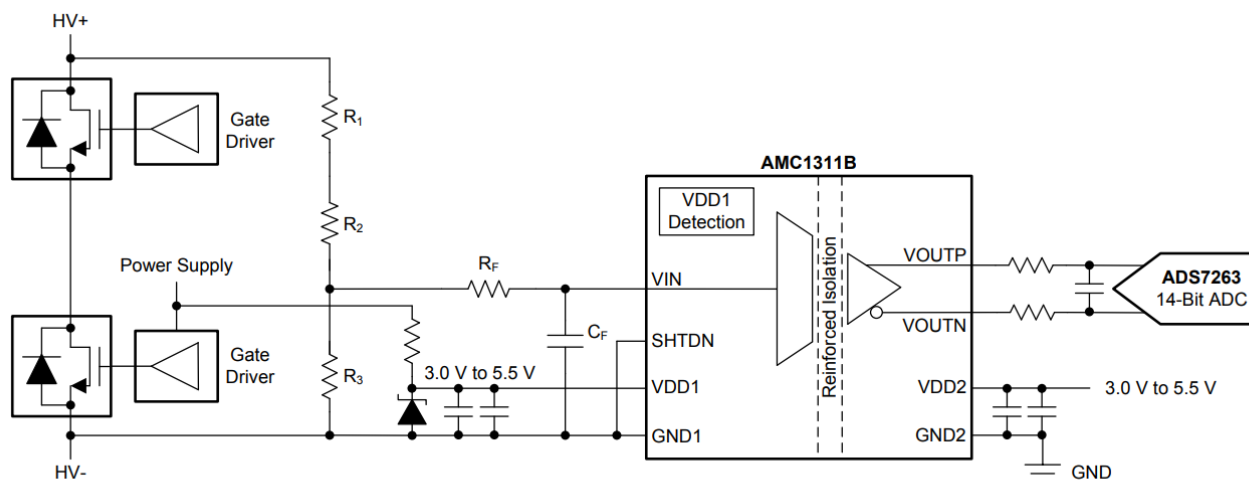 HV+
Gate
Driver
R1
R2
Power Supply
Gate
Driver
R3
HV-
RF
CF
3.0 V to 5.5 V
AMC1311B
VDD1
Detection
Reinforced Isolation
VIN
SHTDN
VDD1
GND1
VOUTP
VOUTN
VDD2
GND2
ADS7263
14-Bit ADC
3.0 V to 5.5 V
GND